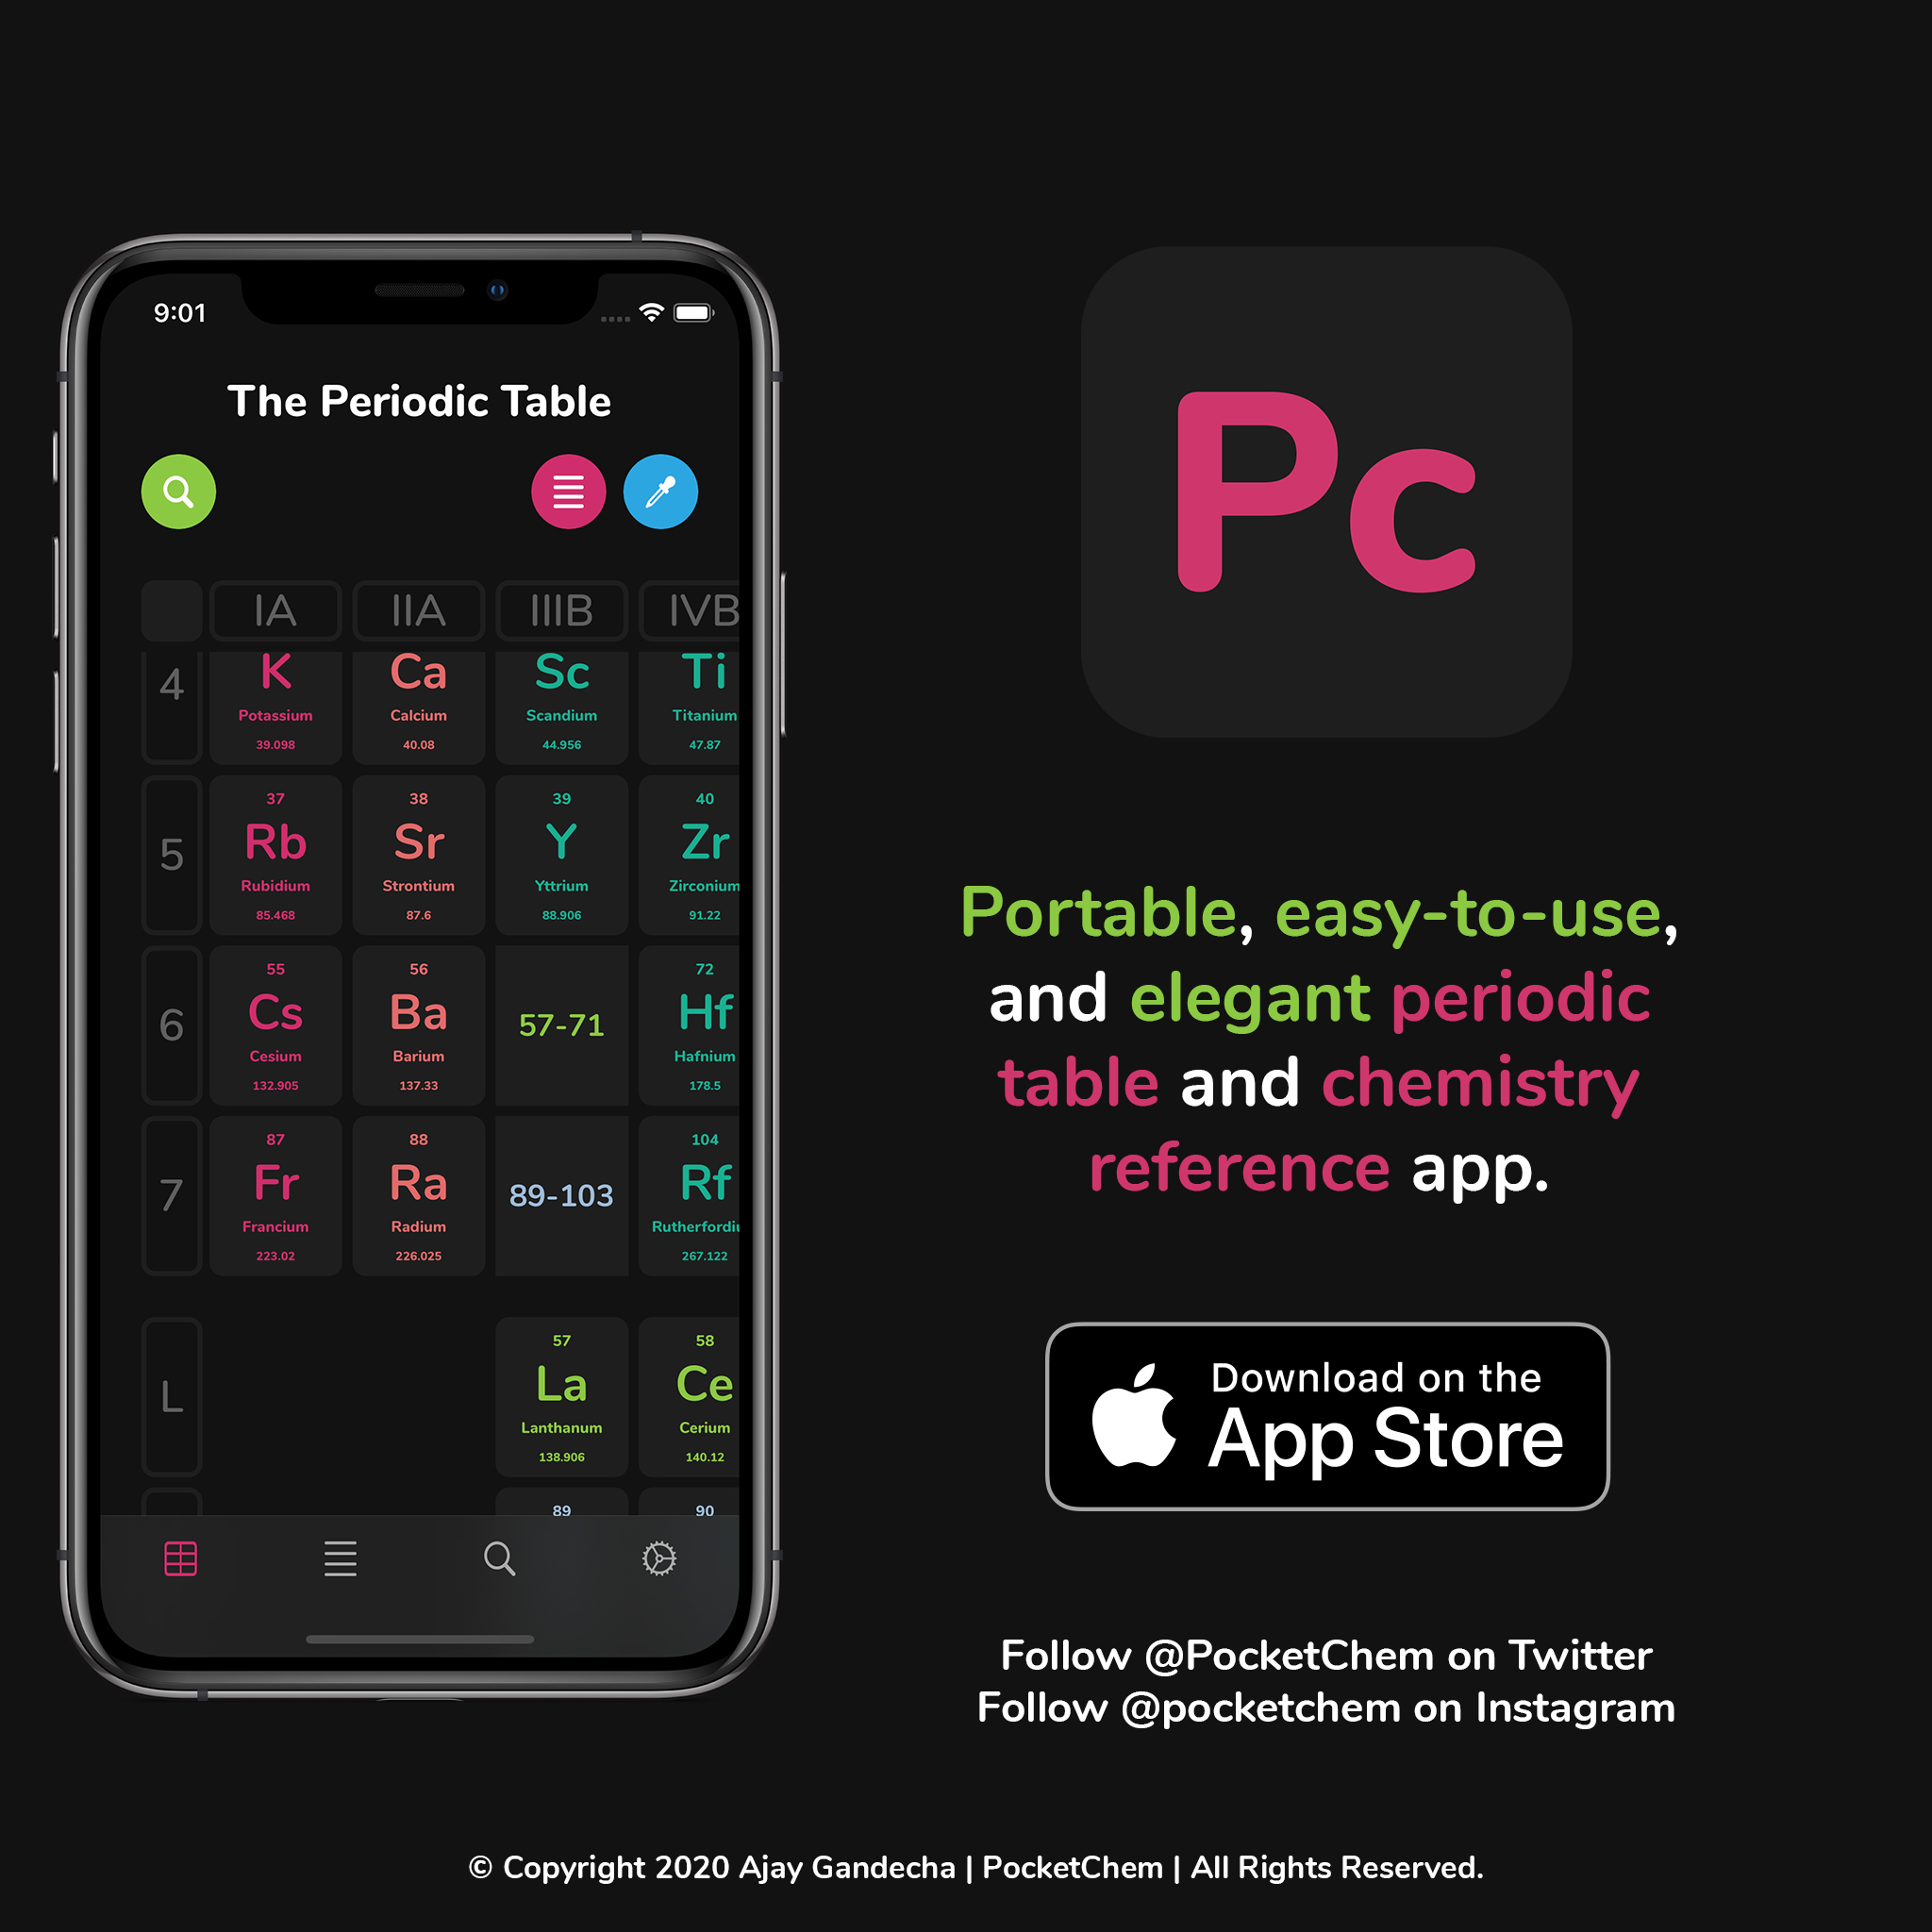 9:01
The Periodic Table
IA IIA IIIB IVB
4
K Ca Sc Ti
Potassium Calcium Scandium Titanium
39.098 40.08 44.956 47.87
37 38 39 40
5
Rb Sr Y Zr
Rubidium Strontium Yttrium Zirconium
85.468 87.6 88.906 91.22
55 56 72
6
Cs Ba 57-71 Hf
Cesium Barium Hafnium
132.905 137.33 178.5
87 88 104
7
Fr Ra 89-103 Rf
Francium Radium Rutherfordiu
223.02 226.025 267.122
57 58
L
La Ce
Lanthanum Cerium
138.906 140.12
89 90
Pc
Portable, easy-to-use,
and elegant periodic
table and chemistry
reference app.
Download on the
App Store
Follow @PocketChem on Twitter
Follow @pocketchem on Instagram
© Copyright 2020 Ajay Gandecha | PocketChem | All Rights Reserved.